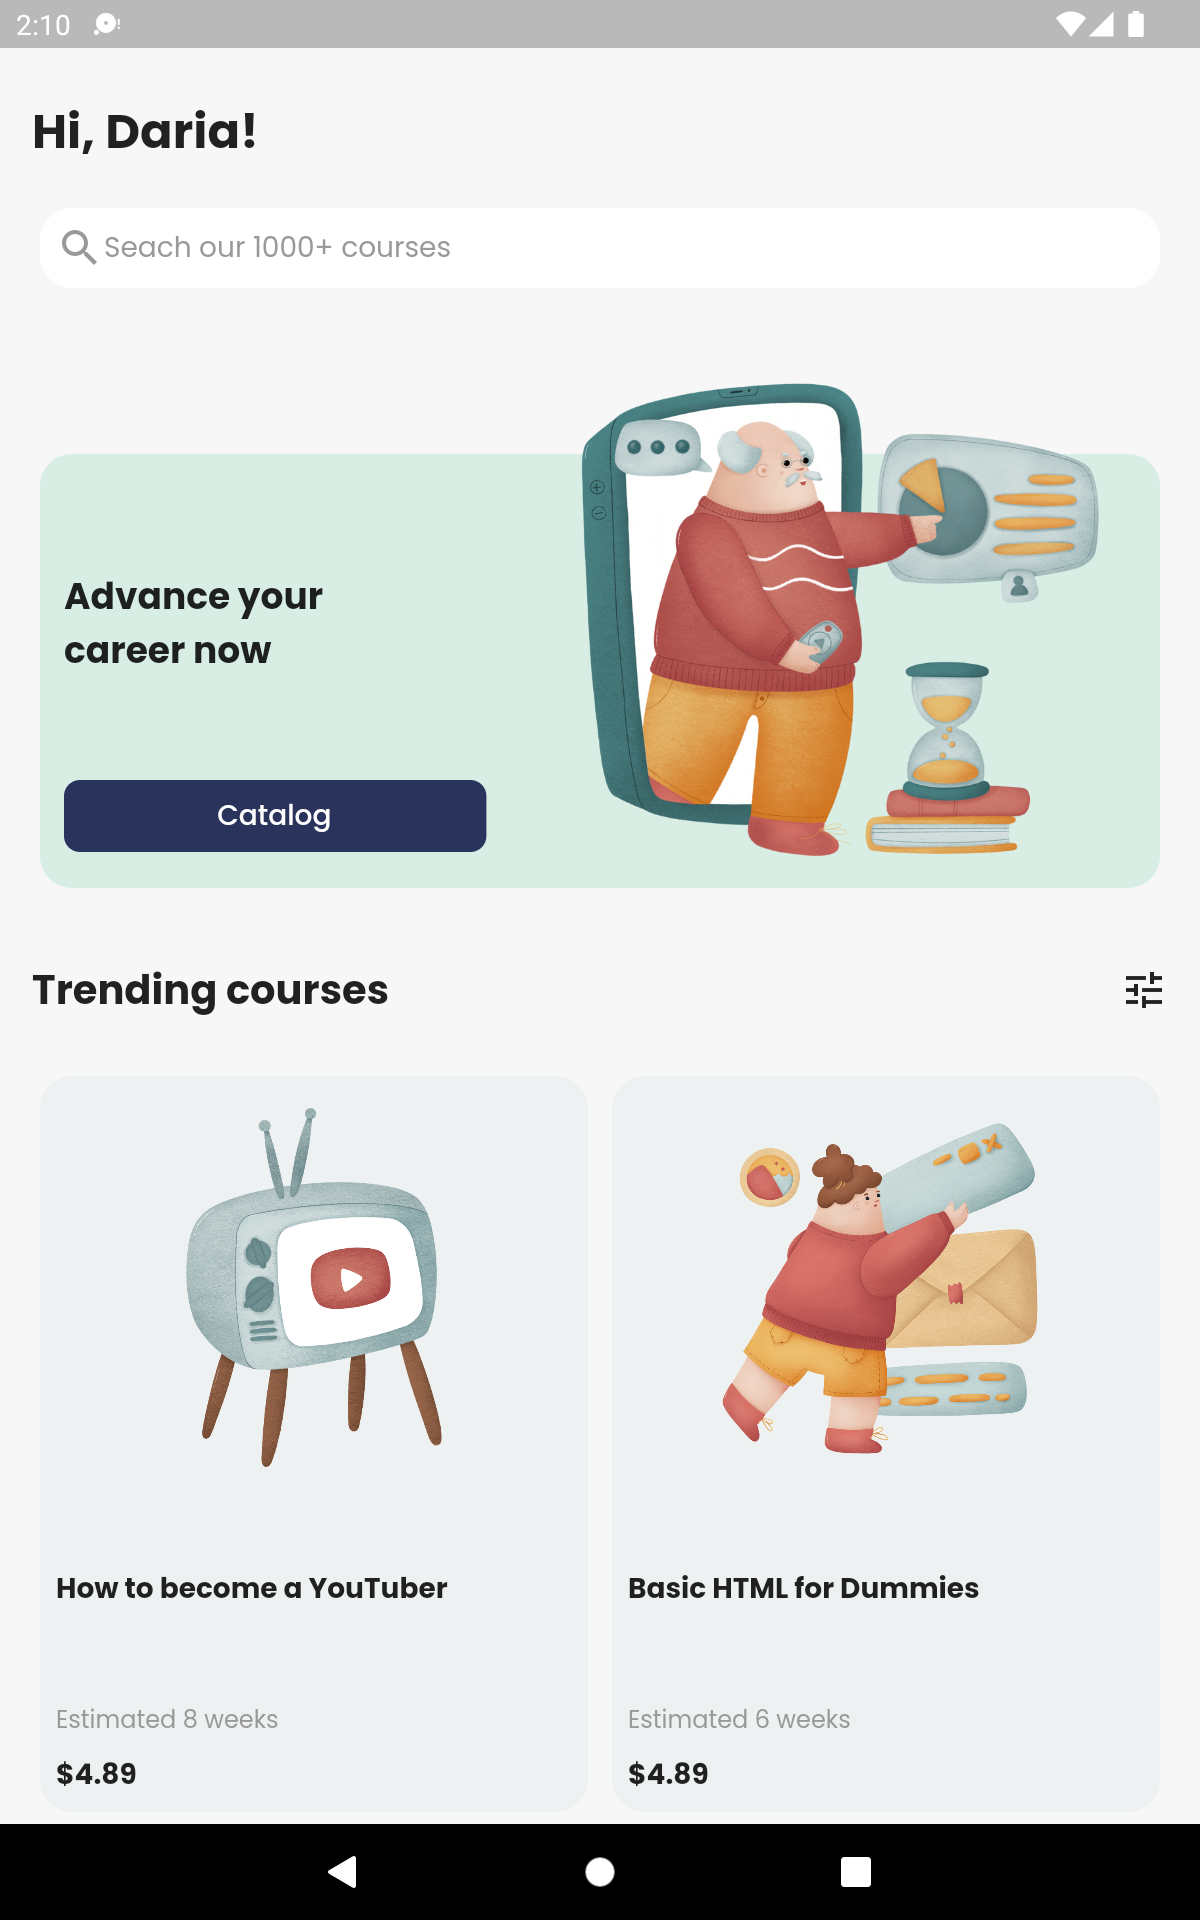 2:10
Hi, Daria!
Seach our 1000+ courses
Advance your
career now
Catalog
Trending courses
How to become a YouTuber
Basic HTML for Dummies
Estimated 8 weeks
Estimated 6 weeks
$4.89
$4.89